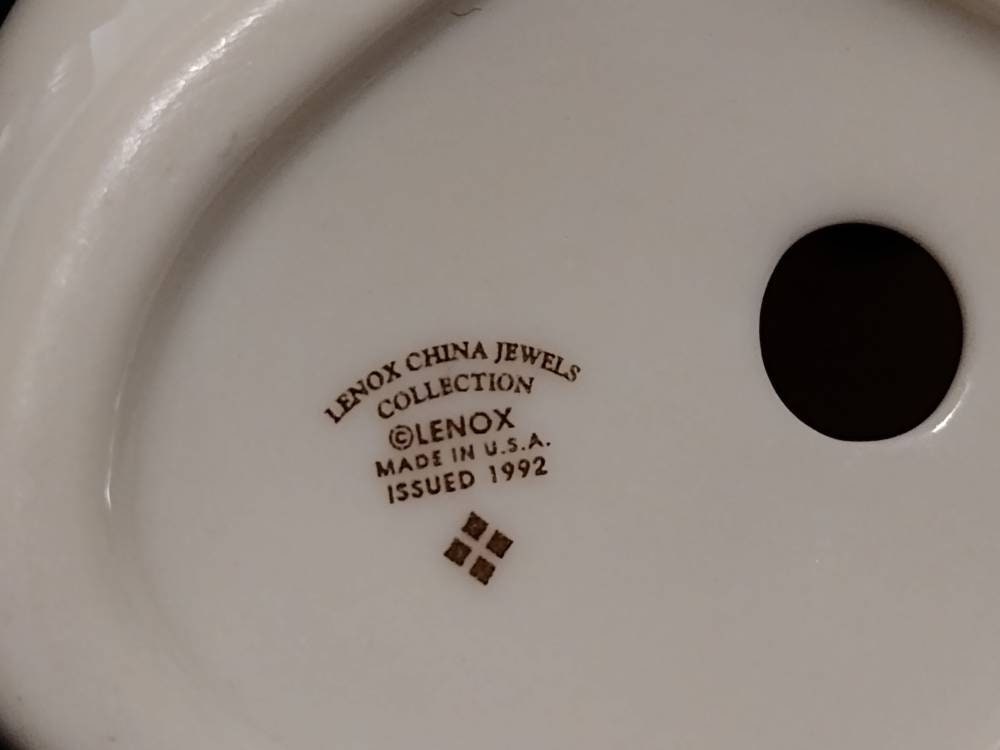 LENOX CHINA JEWELS
COLLECTION
©LENOX
MADE IN U.S.A.
ISSUED 1992